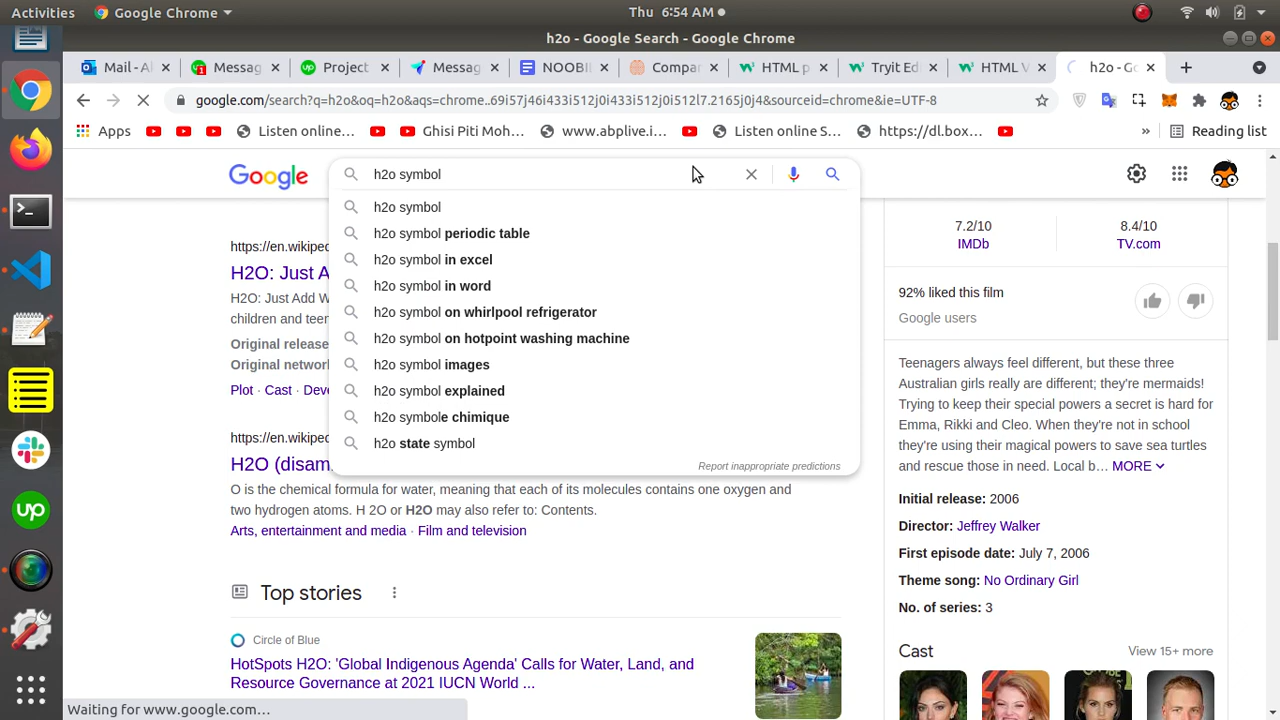 Activities
Google Chrome
Thu 6:54 AM
h2o - Google Search - Google Chrome
Mail - Al
Messag
Project
Messag
NOOBIL
Compar
HTML p
Tryit Ed
HTML V
h2o - Go
google.com/search?q=h2o&oq=h2o&aqs=chrome..69i57j46i433i512j0i433i512j0i512l7.2165j0j4&sourceid=chrome&ie=UTF-8
Apps
Listen online...
Ghisi Piti Moh...
www.abplive.i...
Listen online S...
https://dl.box...
»
Reading list
Google
h2o symbol
h2o symbol
h2o symbol periodic table
h2o symbol in excel
h2o symbol in word
h2o symbol on whirlpool refrigerator
h2o symbol on hotpoint washing machine
h2o symbol images
h2o symbol explained
h2o symbole chimique
h2o state symbol
Report inappropriate predictions
https://en.wikiped
H2O: Just A
H2O: Just Add W
children and teen
Original release
Original network
Plot · Cast · Deve
https://en.wikiped
H2O (disam
O is the chemical formula for water, meaning that each of its molecules contains one oxygen and
two hydrogen atoms. H 2O or H2O may also refer to: Contents.
Arts, entertainment and media · Film and television
Top stories
Circle of Blue
HotSpots H2O: 'Global Indigenous Agenda' Calls for Water, Land, and
Resource Governance at 2021 IUCN World ...
7.2/10
IMDb
8.4/10
TV.com
92% liked this film
Google users
Teenagers always feel different, but these three
Australian girls really are different; they're mermaids!
Trying to keep their special powers a secret is hard for
Emma, Rikki and Cleo. When they're not in school
they're using their magical powers to save sea turtles
and rescue those in need. Local b... MORE
Initial release: 2006
Director: Jeffrey Walker
First episode date: July 7, 2006
Theme song: No Ordinary Girl
No. of series: 3
Cast
View 15+ more
Waiting for www.google.com...
up